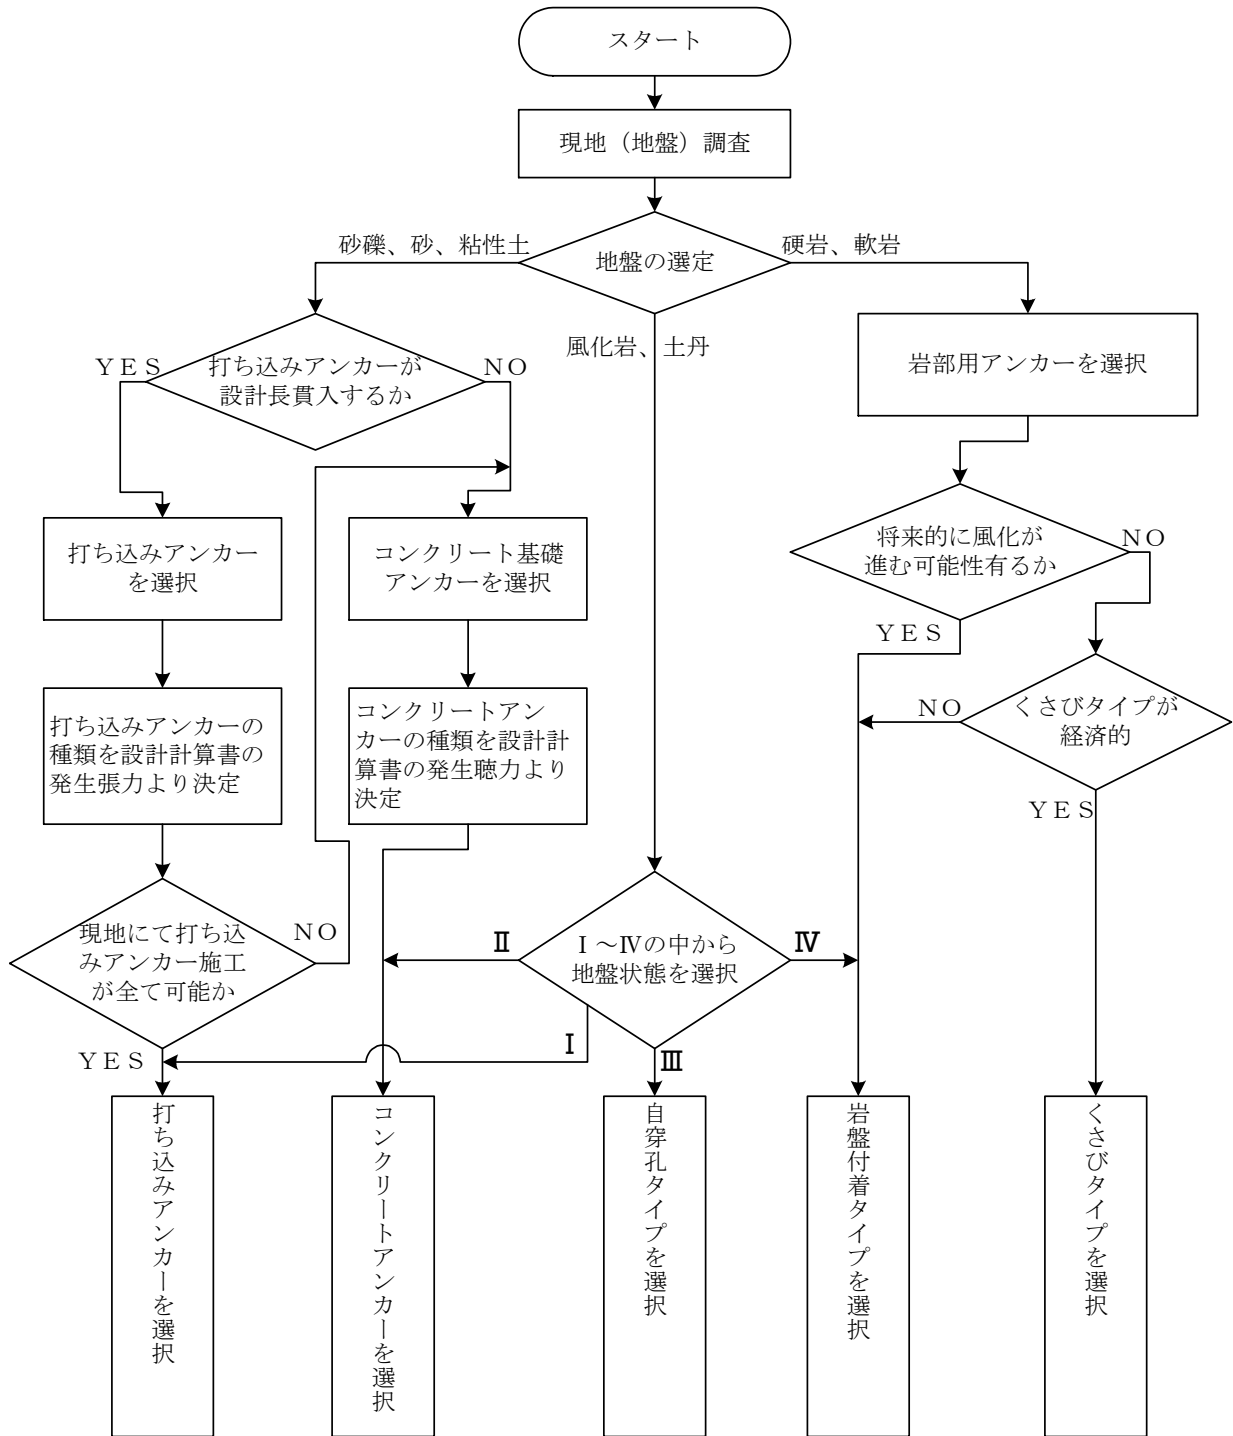 スタート
現地（地盤）調査
地盤の選定
砂礫、砂、粘性土
硬岩、軟岩
風化岩、土丹
打ち込みアンカーが
設計長貫入するか
ＹＥＳ
ＮＯ
岩部用アンカーを選択
打ち込みアンカー
を選択
コンクリート基礎
アンカーを選択
将来的に風化が
進む可能性有るか
ＮＯ
ＹＥＳ
打ち込みアンカーの
種類を設計計算書の
発生張力より決定
コンクリートアン
カーの種類を設計計
算書の発生聴力より
決定
くさびタイプが
経済的
ＮＯ
ＹＥＳ
現地にて打ち込
みアンカー施工
が全て可能か
ＮＯ
ＹＥＳ
Ⅰ～Ⅳの中から
地盤状態を選択
Ⅱ
Ⅳ
Ⅰ
Ⅲ
打ち込みアンカーを選択
コンクリートアンカーを選択
自穿孔タイプを選択
岩盤付着タイプを選択
くさびタイプを選択